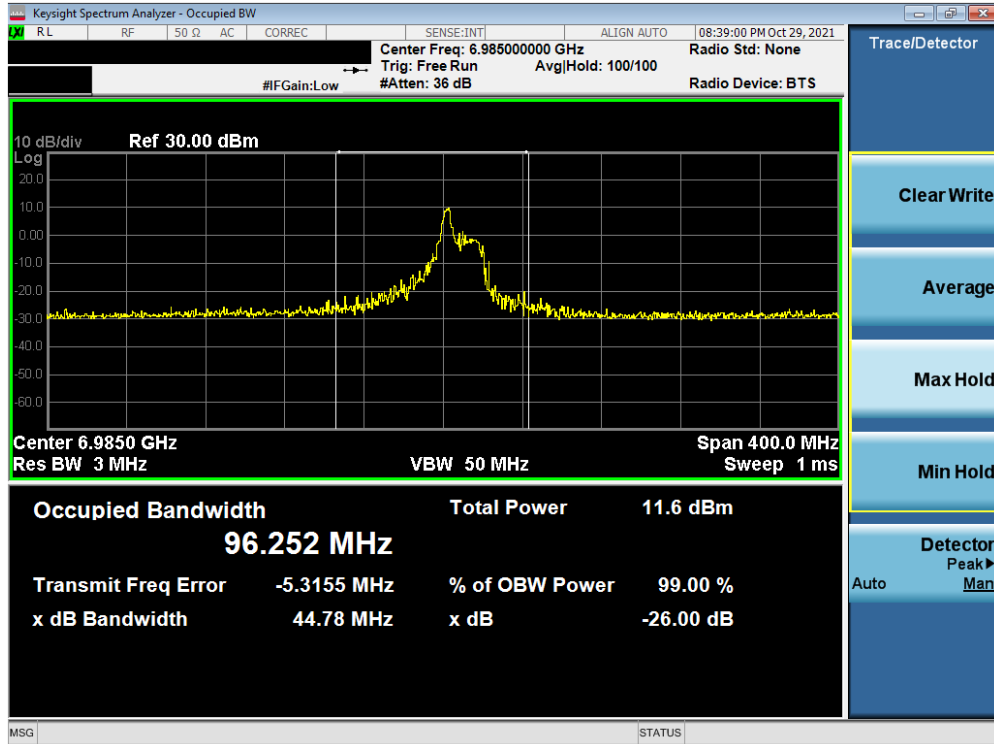 Keysight Spectrum Analyzer - Occupied BW
LXI RL RF 50 Ω AC CORREC SENSE:INT ALIGN AUTO 08:39:00 PM Oct 29, 2021
Center Freq: 6.985000000 GHz Radio Std: None
Trig: Free Run Avg|Hold: 100/100
#IFGain:Low #Atten: 36 dB Radio Device: BTS
Trace/Detector
10 dB/div Ref 30.00 dBm
Log
20.0
10.0
0.00
-10.0
-20.0
-30.0
-40.0
-50.0
-60.0
Center 6.9850 GHz Span 400.0 MHz
Res BW 3 MHz VBW 50 MHz Sweep 1 ms
Occupied Bandwidth Total Power 11.6 dBm
96.252 MHz
Transmit Freq Error -5.3155 MHz % of OBW Power 99.00 %
x dB Bandwidth 44.78 MHz x dB -26.00 dB
Clear Write
Average
Max Hold
Min Hold
Detector
Peak▶
Auto Man
MSG STATUS